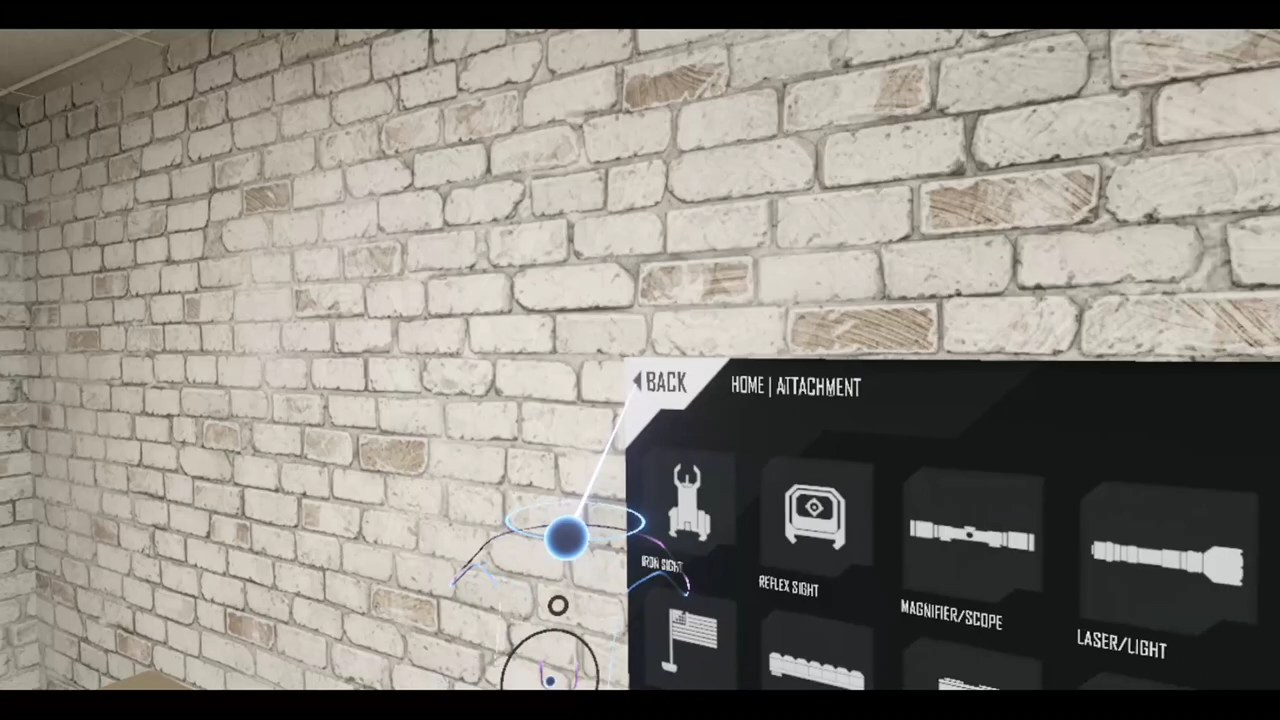 BACK
HOME | ATTACHMENT
IRON SIGHT
REFLEX SIGHT
MAGNIFIER/SCOPE
LASER/LIGHT